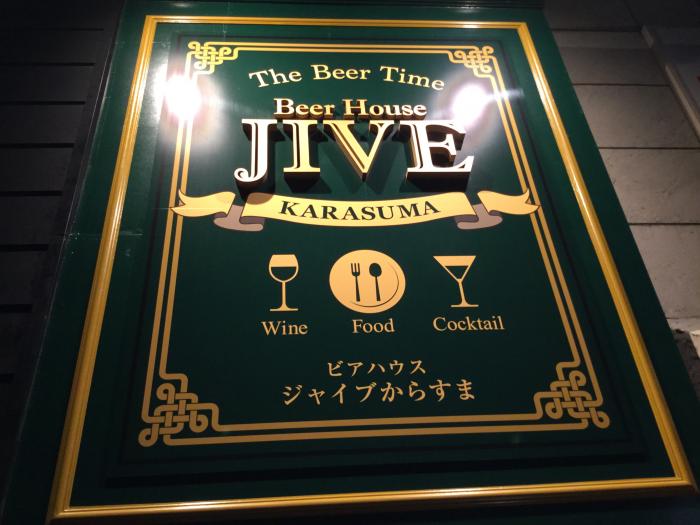 The Beer Time
Beer House
JIVE
KARASUMA
Wine Food Cocktail
ビアハウス
ジャイブからすま